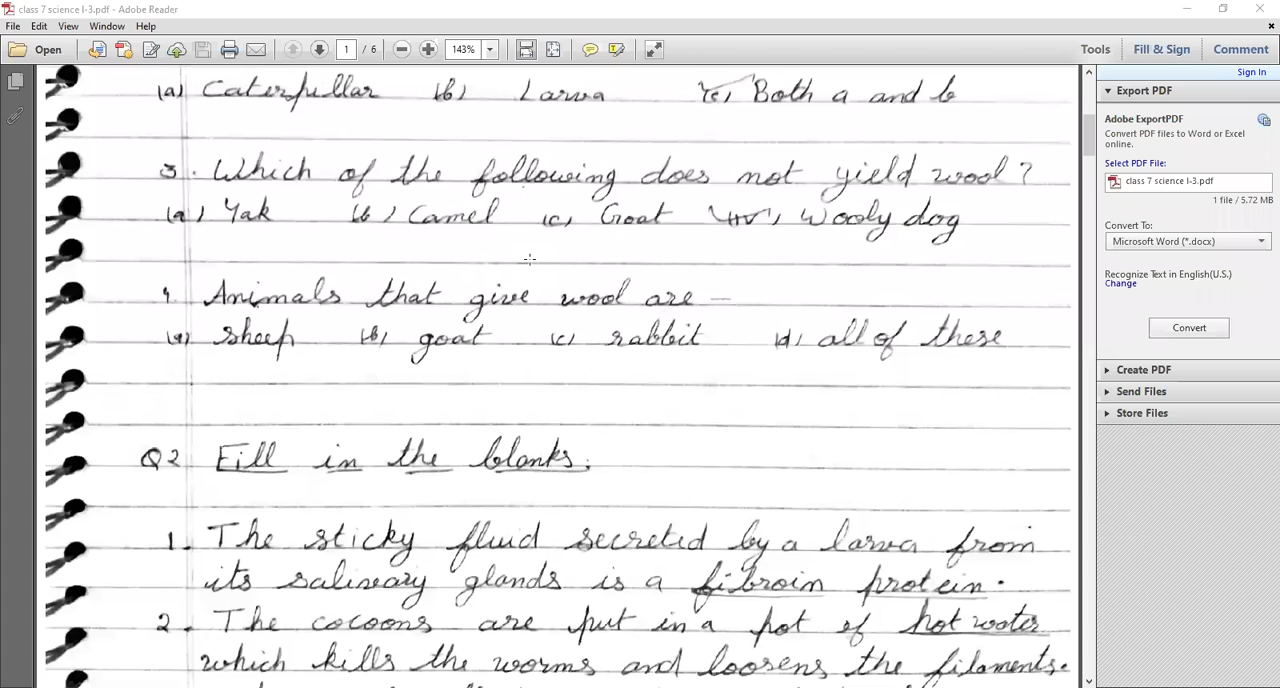 class 7 science I-3.pdf - Adobe Reader
File Edit View Window Help
Open 1 / 6 143% Tools Fill & Sign Comment
Sign In
(a) Caterpillar (b) Larva (c) Both a and b
3. Which of the following does not yield wool?
(a) Yak (b) Camel (c) Goat Wooly dog
4. Animals that give wool are —
(a) sheep (b) goat (c) rabbit (d) all of these
Q2 Fill in the blanks:
1. The sticky fluid secreted by a larva from
its salineary glands is a fibroin protein.
2. The cocoons are put in a pot of hot water
which kills the worms and loosens the filaments.
Export PDF
Adobe ExportPDF
Convert PDF files to Word or Excel
online.
Select PDF File:
class 7 science I-3.pdf
1 file / 5.72 MB
Convert To:
Microsoft Word (*.docx)
Recognize Text in English(U.S.)
Change
Convert
Create PDF
Send Files
Store Files